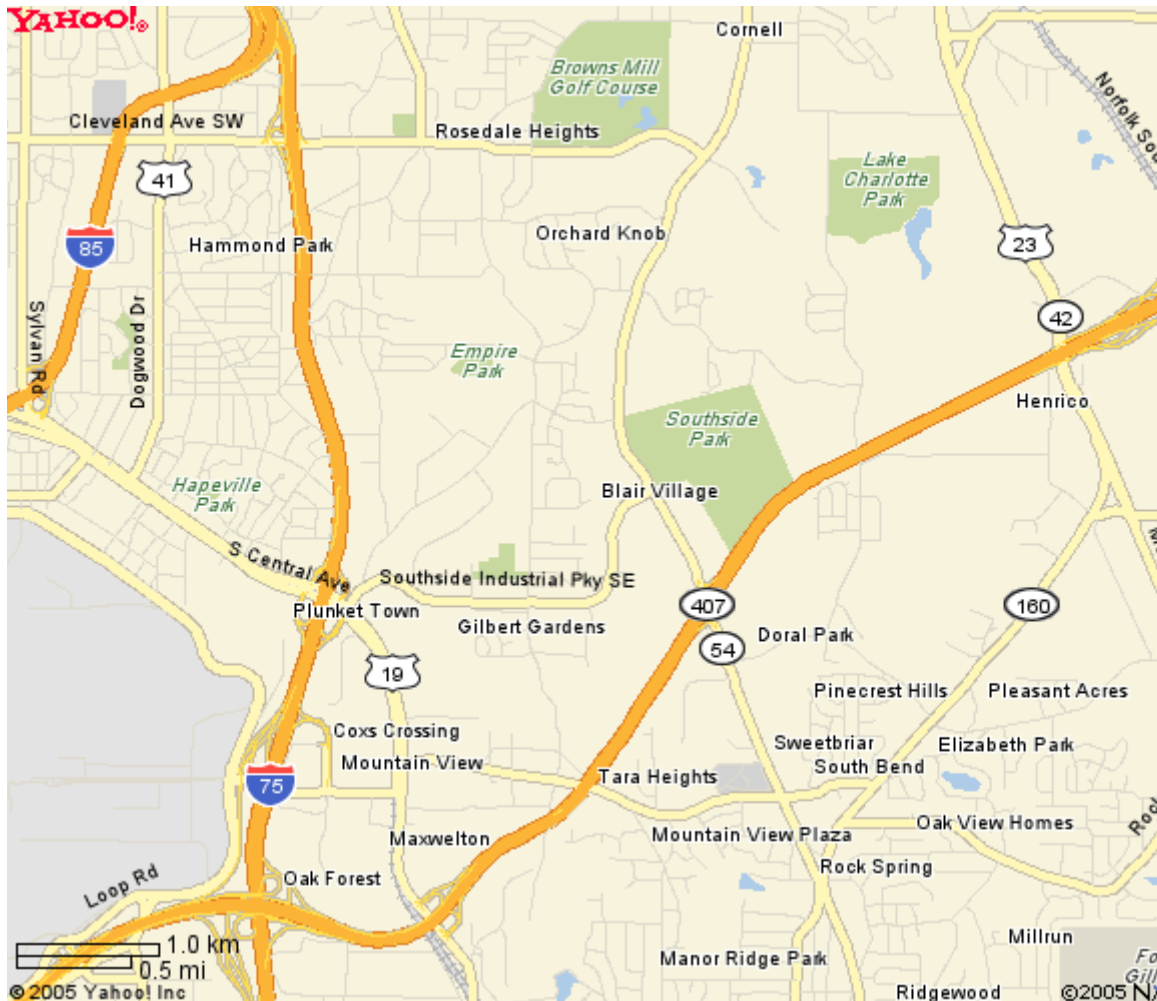 YAHOO!®
Cornell
Browns Mill
Golf Course
Norfolk Sou
Cleveland Ave SW
Rosedale Heights
Lake
Charlotte
Park
41
Orchard Knob
85
Hammond Park
23
Sylvan Rd
Dogwood Dr
42
Empire
Park
Henrico
Southside
Park
Hapeville
Park
Blair Village
S Central Ave
Southside Industrial Pky SE
Plunket Town
407
160
Gilbert Gardens
Doral Park
54
19
Pinecrest Hills
Pleasant Acres
Coxs Crossing
Sweetbriar
Elizabeth Park
Mountain View
South Bend
75
Tara Heights
Maxwelton
Mountain View Plaza
Oak View Homes
Rock Spring
Loop Rd
Oak Forest
1.0 km
0.5 mi
Manor Ridge Park
Millrun
Fo
Gill
© 2005 Yahoo! Inc
Ridgewood
©2005 N